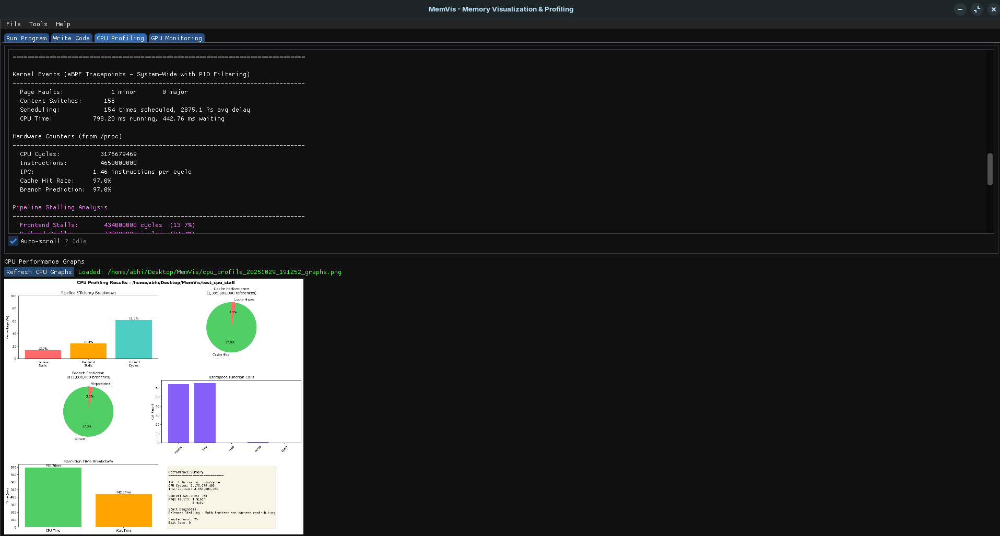 MemVis - Memory Visualization & Profiling
File Tools Help
Run Program Write Code CPU Profiling GPU Monitoring
================================================================================
Kernel Events (eBPF Tracepoints - System-Wide with PID Filtering)
--------------------------------------------------------------------------------
Page Faults: 1 minor 0 major
Context Switches: 155
Scheduling: 154 times scheduled, 2875.1 ?s avg delay
CPU Time: 798.20 ms running, 442.76 ms waiting
Hardware Counters (from /proc)
--------------------------------------------------------------------------------
CPU Cycles: 3176679469
Instructions: 4650000000
IPC: 1.46 instructions per cycle
Cache Hit Rate: 97.0%
Branch Prediction: 97.0%
Pipeline Stalling Analysis
--------------------------------------------------------------------------------
Frontend Stalls: 434000000 cycles (13.7%)
Backend Stalls: 775000000 cycles (24.4%)
Auto-scroll ? Idle
CPU Performance Graphs
Refresh CPU Graphs Loaded: /home/abhi/Desktop/MemVis/cpu_profile_20251029_191252_graphs.png
CPU Profiling Results - /home/abhi/Desktop/MemVis/test_cpu_stall
Pipeline Efficiency Breakdown
Percentage (%)
100
80
60
40
20
0
13.7%
24.4%
61.9%
Frontend
Stalls
Backend
Stalls
Efficient
Cycles
Cache Performance
(1,395,000,000 references)
Cache Misses
3.0%
97.0%
Cache Hits
Branch Prediction
(837,000,000 branches)
Mispredicted
3.0%
97.0%
Correct
Userspace Function Calls
Call Count
60
50
40
30
20
10
0
malloc
free
read
write
open
Execution Time Breakdown
Time (ms)
800
700
600
500
400
300
200
100
0
798.20ms
442.76ms
CPU Time
Wait Time
Performance Summary
==============================
IPC: 1.46 instructions/cycle
CPU Cycles: 3,176,679,469
Instructions: 4,650,000,000
Context Switches: 155
Page Faults: 1 minor
0 major
Stall Diagnosis:
Balanced Stalling - Both frontend and backend contributing
Sample Count: 25
Exit Code: 0